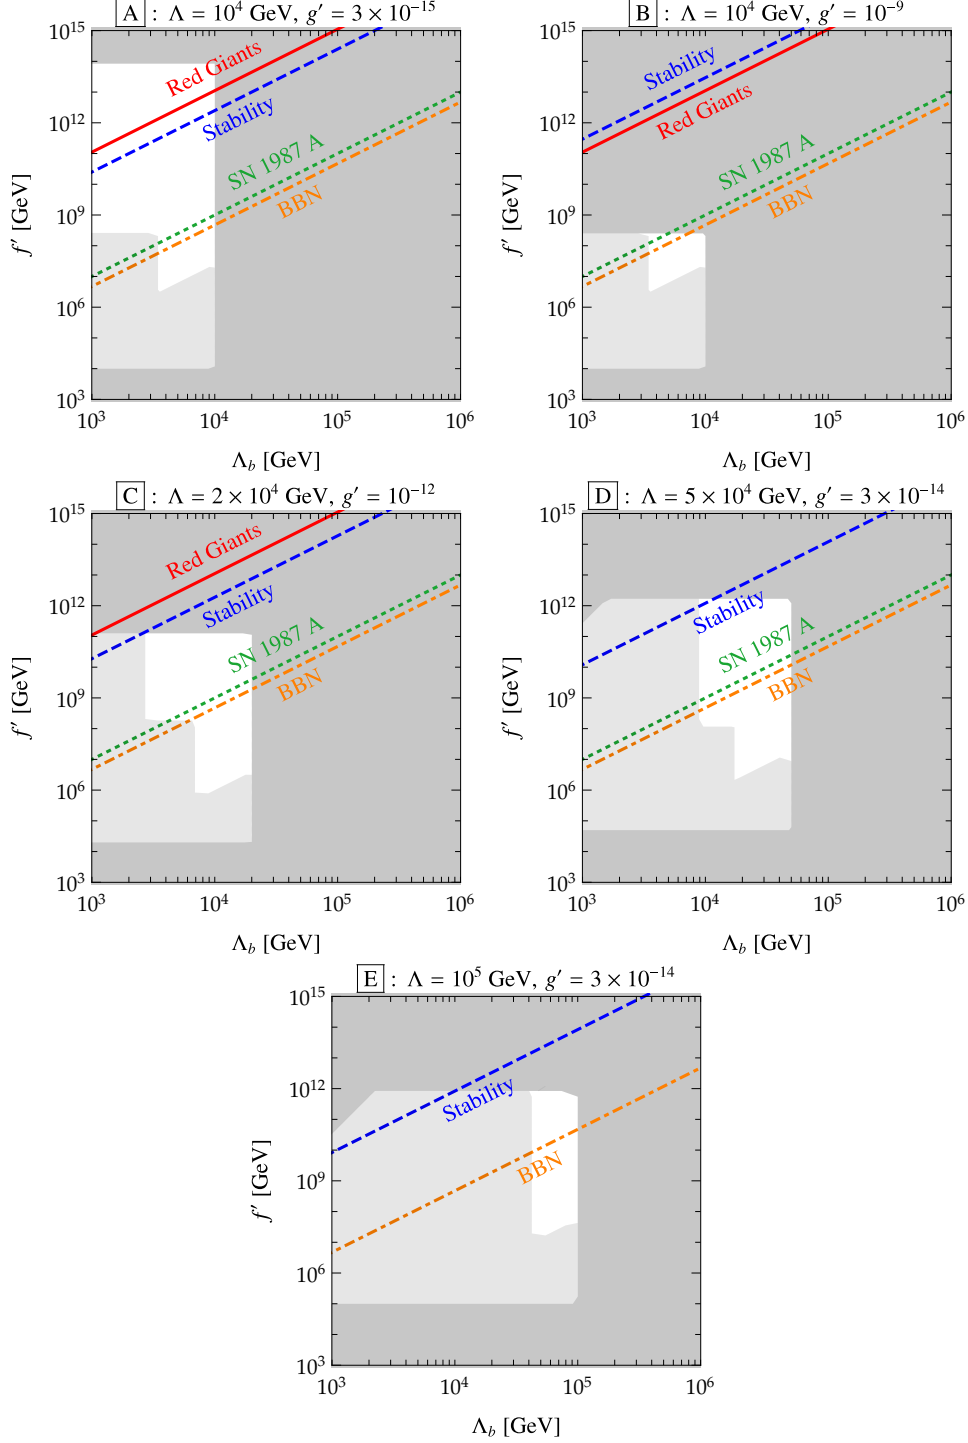 A : Λ = 10⁴ GeV, g′ = 3 × 10⁻¹⁵
10¹⁵
10¹²
10⁹
10⁶
10³
f′ [GeV]
Red Giants
Stability
SN 1987 A
BBN
10³ 10⁴ 10⁵ 10⁶
Λ_b [GeV]
B : Λ = 10⁴ GeV, g′ = 10⁻⁹
10¹⁵
10¹²
10⁹
10⁶
10³
f′ [GeV]
Stability
Red Giants
SN 1987 A
BBN
10³ 10⁴ 10⁵ 10⁶
Λ_b [GeV]
C : Λ = 2 × 10⁴ GeV, g′ = 10⁻¹²
10¹⁵
10¹²
10⁹
10⁶
10³
f′ [GeV]
Red Giants
Stability
SN 1987 A
BBN
10³ 10⁴ 10⁵ 10⁶
Λ_b [GeV]
D : Λ = 5 × 10⁴ GeV, g′ = 3 × 10⁻¹⁴
10¹⁵
10¹²
10⁹
10⁶
10³
f′ [GeV]
Stability
SN 1987 A
BBN
10³ 10⁴ 10⁵ 10⁶
Λ_b [GeV]
E : Λ = 10⁵ GeV, g′ = 3 × 10⁻¹⁴
10¹⁵
10¹²
10⁹
10⁶
10³
f′ [GeV]
Stability
BBN
10³ 10⁴ 10⁵ 10⁶
Λ_b [GeV]